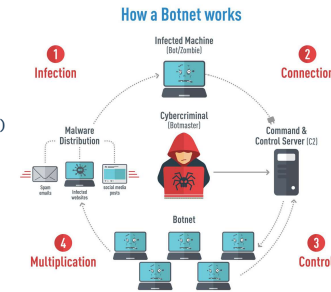 How a Botnet works
1
Infection
Infected Machine
(Bot/Zombie)
2
Connection
)
Malware
Distribution
Spam
emails
Infected
websites
social media
posts
Cybercriminal
(Botmaster)
Command &
Control Server (C2)
Botnet
4
Multiplication
3
Control